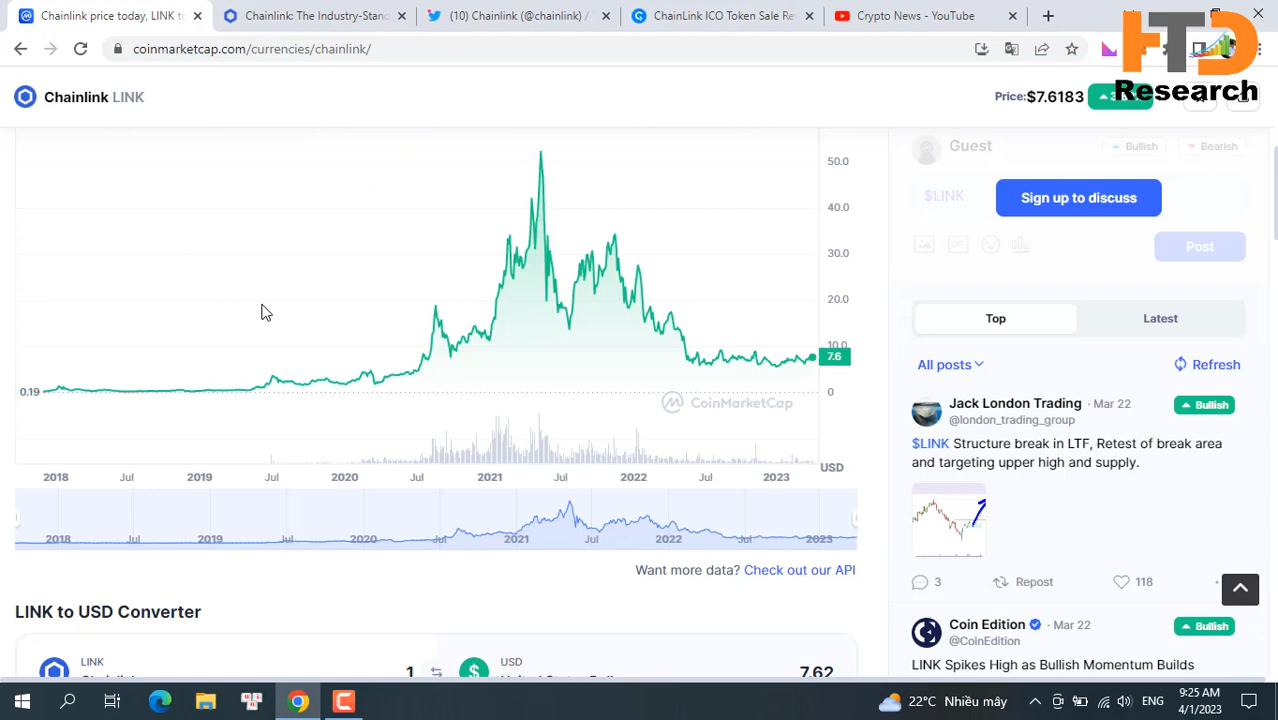 Chainlink price today, LINK to
Chainlink: The Industry-Stan
(10) Chainlink (@chainlink) /
ChainLink ICO Token Sale Re
Crypto News - YouTube
coinmarketcap.com/currencies/chainlink/
HTD
Research
Chainlink LINK
Price: $7.6183
50.0
40.0
30.0
20.0
10.0
7.6
0.19
0
CoinMarketCap
USD
2018 Jul 2019 Jul 2020 Jul 2021 Jul 2022 Jul 2023
2018 Jul 2019 Jul 2020 Jul 2021 Jul 2022 Jul 2023
Want more data? Check out our API
LINK to USD Converter
LINK
1
USD
7.62
Guest
Bullish
Bearish
$LINK
Sign up to discuss
GIF
Post
Top
Latest
All posts
Refresh
Jack London Trading · Mar 22
Bullish
@london_trading_group
$LINK Structure break in LTF, Retest of break area
and targeting upper high and supply.
3
Repost
118
Coin Edition · Mar 22
Bullish
@CoinEdition
LINK Spikes High as Bullish Momentum Builds
22°C Nhiều mây
ENG
9:25 AM
4/1/2023